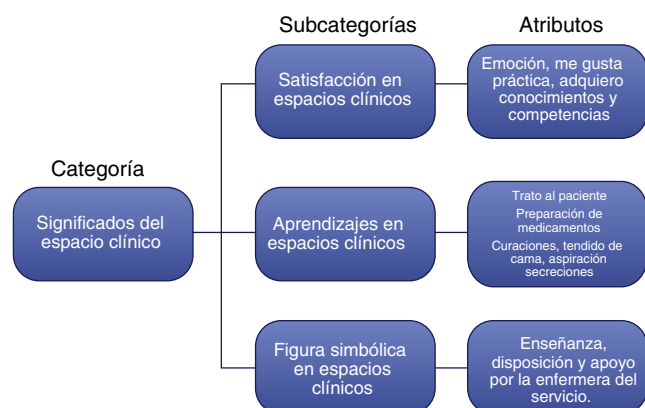 Subcategorías
Atributos
Satisfacción en
espacios clínicos
Emoción, me gusta
práctica, adquiero
conocimientos y
competencias
Categoría
Significados del
espacio clínico
Aprendizajes en
espacios clínicos
Trato al paciente
Preparación de
medicamentos
Curaciones, tendido de
cama, aspiración
secreciones
Figura simbólica
en espacios
clínicos
Enseñanza,
disposición y apoyo
por la enfermera del
servicio.